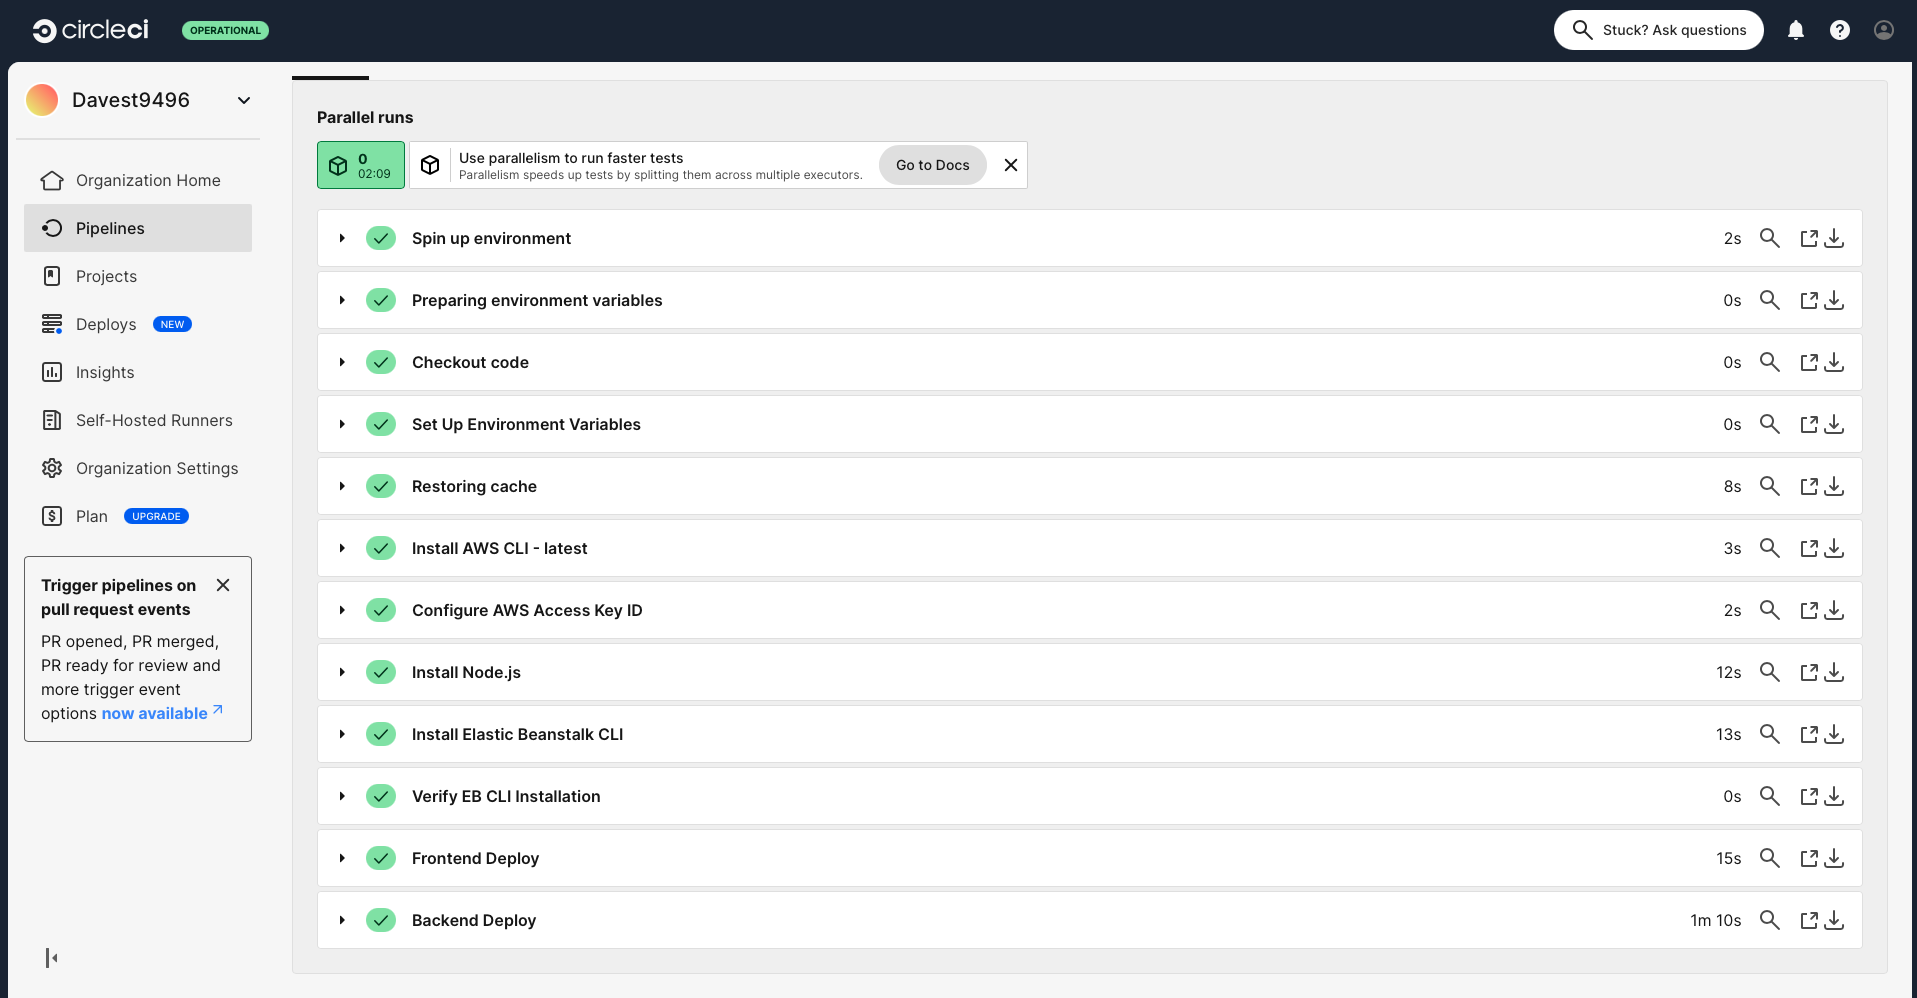 circleci
OPERATIONAL
Stuck? Ask questions
Davest9496
Organization Home
Pipelines
Projects
Deploys NEW
Insights
Self-Hosted Runners
Organization Settings
Plan UPGRADE
Trigger pipelines on
pull request events
PR opened, PR merged,
PR ready for review and
more trigger event
options now available
Parallel runs
0
02:09
Use parallelism to run faster tests
Parallelism speeds up tests by splitting them across multiple executors.
Go to Docs
Spin up environment 2s
Preparing environment variables 0s
Checkout code 0s
Set Up Environment Variables 0s
Restoring cache 8s
Install AWS CLI - latest 3s
Configure AWS Access Key ID 2s
Install Node.js 12s
Install Elastic Beanstalk CLI 13s
Verify EB CLI Installation 0s
Frontend Deploy 15s
Backend Deploy 1m 10s